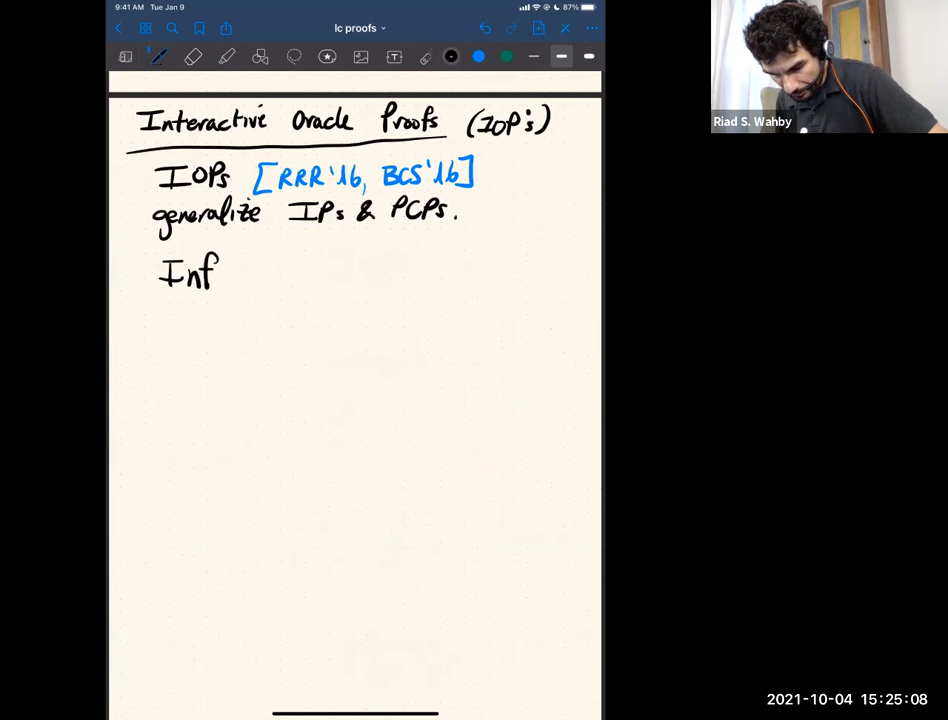 9:41 AM Tue Jan 9
87%
lc proofs
Interactive Oracle Proofs (IOP's)
IOPs [RRR'16, BCS'16]
generalize IPs & PCPs.
Inf
Riad S. Wahby
2021-10-04 15:25:08